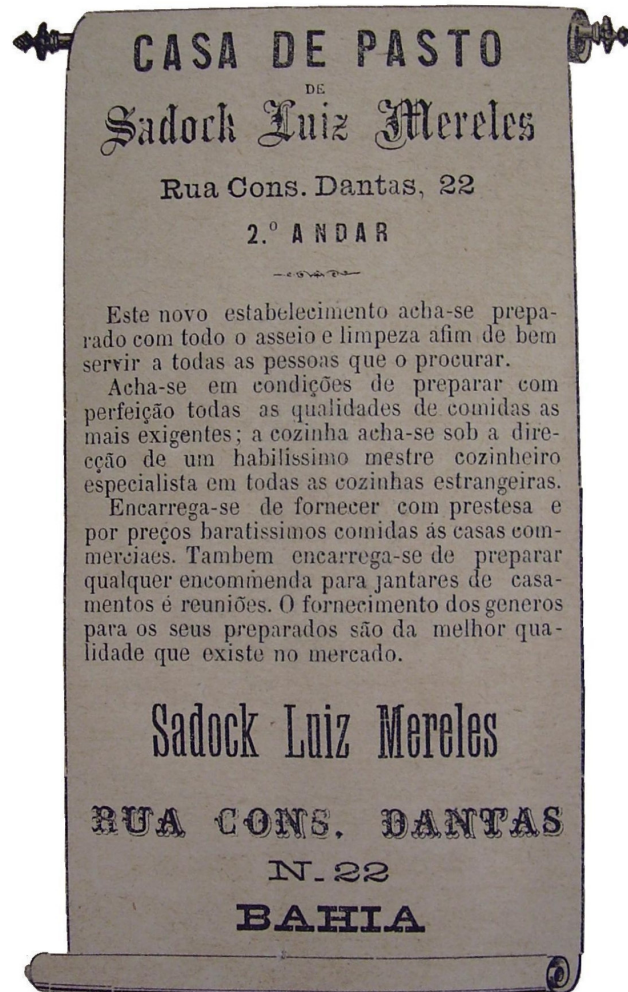 CASA DE PASTO
DE
Sadock Luiz Mereles
Rua Cons. Dantas, 22
2.º ANDAR
Este novo estabelecimento acha-se prepa-
rado com todo o asseio e limpeza afim de bem
servir a todas as pessoas que o procurar.
Acha-se em condições de preparar com
perfeição todas as qualidades de comidas as
mais exigentes; a cozinha acha-se sob a dire-
cção de um habilissimo mestre cozinheiro
especialista em todas as cozinhas estrangeiras.
Encarrega-se de fornecer com prestesa e
por preços baratissimos comidas ás casas com-
merciaes. Tambem encarrega-se de preparar
qualquer encommenda para jantares de casa-
mentos é reuniões. O fornecimento dos generos
para os seus preparados são da melhor qua-
lidade que existe no mercado.
Sadock Luiz Mereles
RUA CONS. DANTAS
N. 22
BAHIA